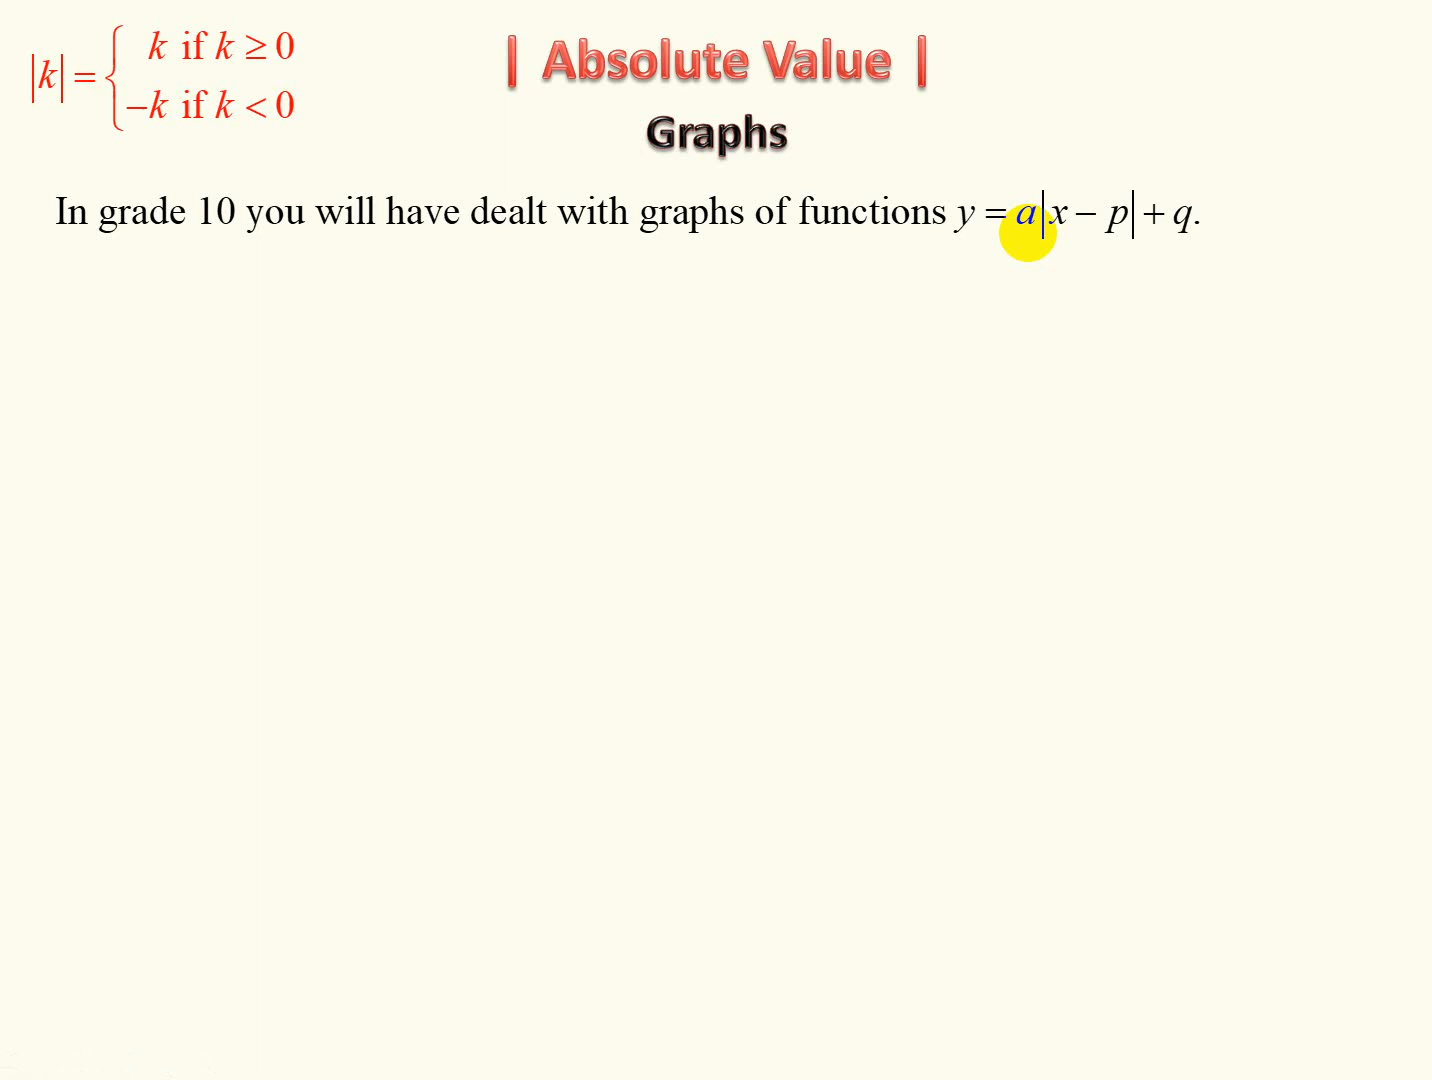 |k| = { k if k ≥ 0
−k if k < 0
| Absolute Value |
Graphs
In grade 10 you will have dealt with graphs of functions y = a|x − p| + q.